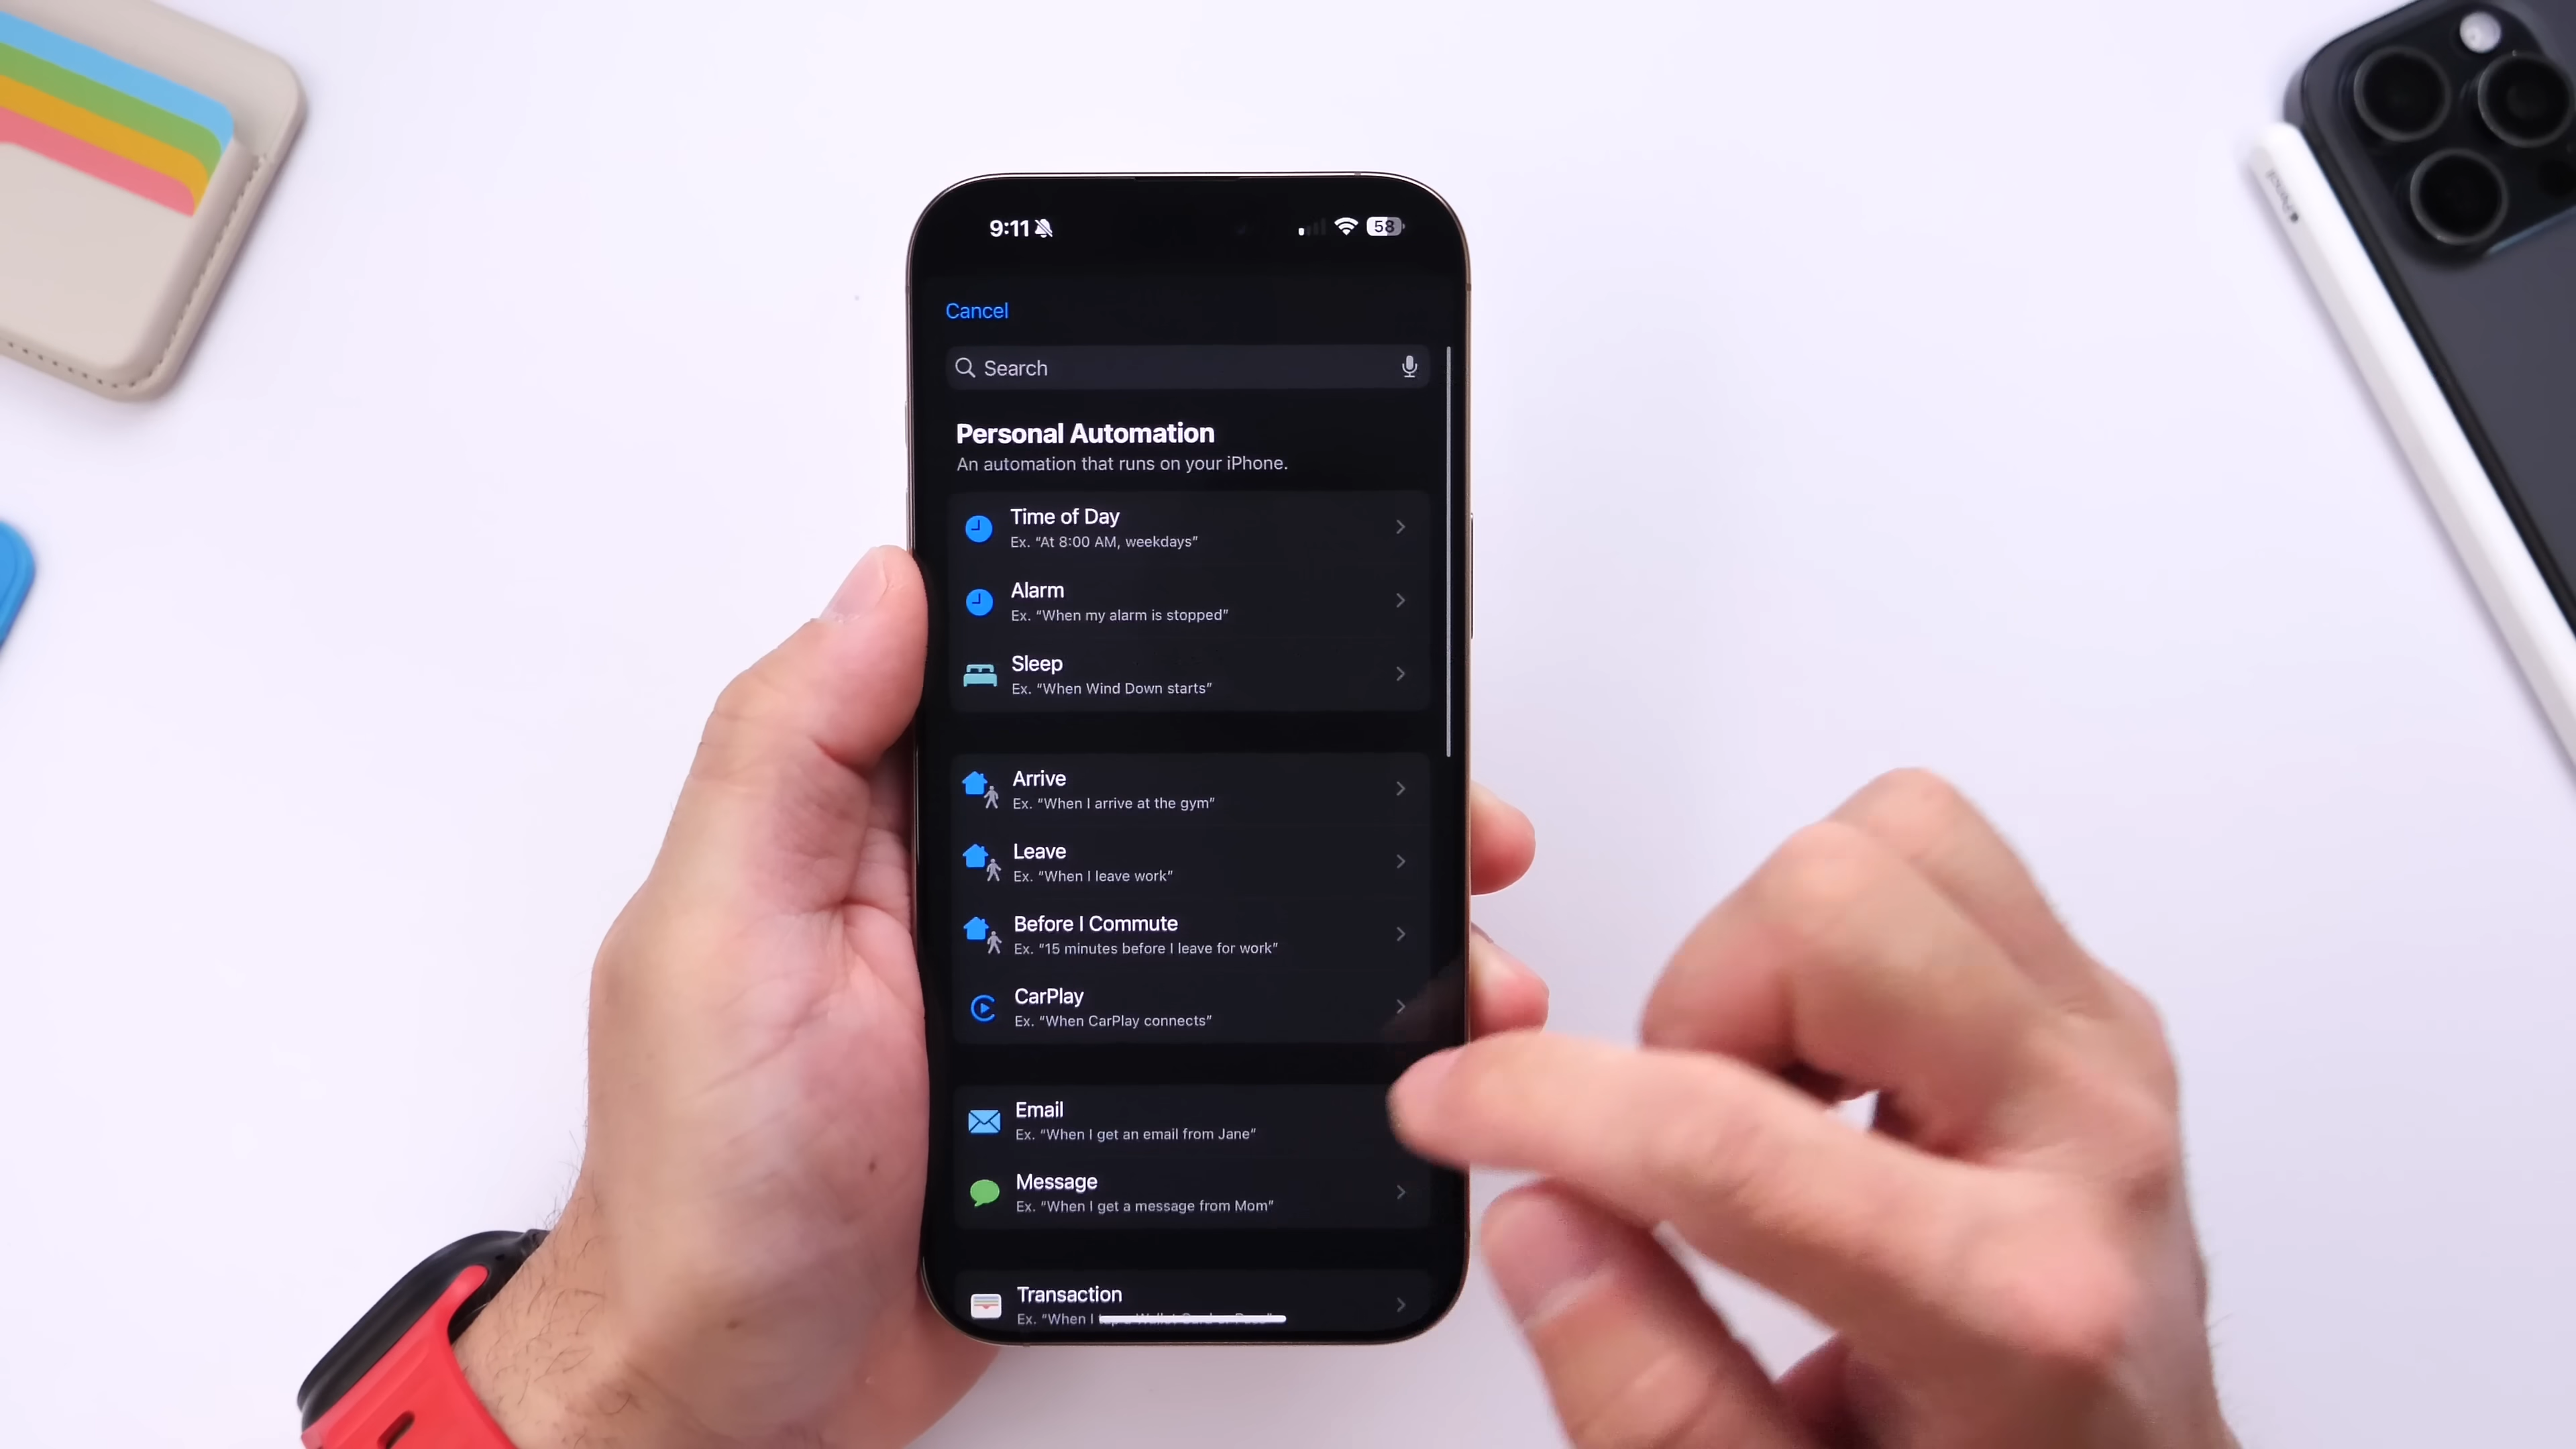 9:11
58
Cancel
Search
Personal Automation
An automation that runs on your iPhone.
Time of Day
Ex. “At 8:00 AM, weekdays”
Alarm
Ex. “When my alarm is stopped”
Sleep
Ex. “When Wind Down starts”
Arrive
Ex. “When I arrive at the gym”
Leave
Ex. “When I leave work”
Before I Commute
Ex. “15 minutes before I leave for work”
CarPlay
Ex. “When CarPlay connects”
Email
Ex. “When I get an email from Jane”
Message
Ex. “When I get a message from Mom”
Transaction
Ex. “When I